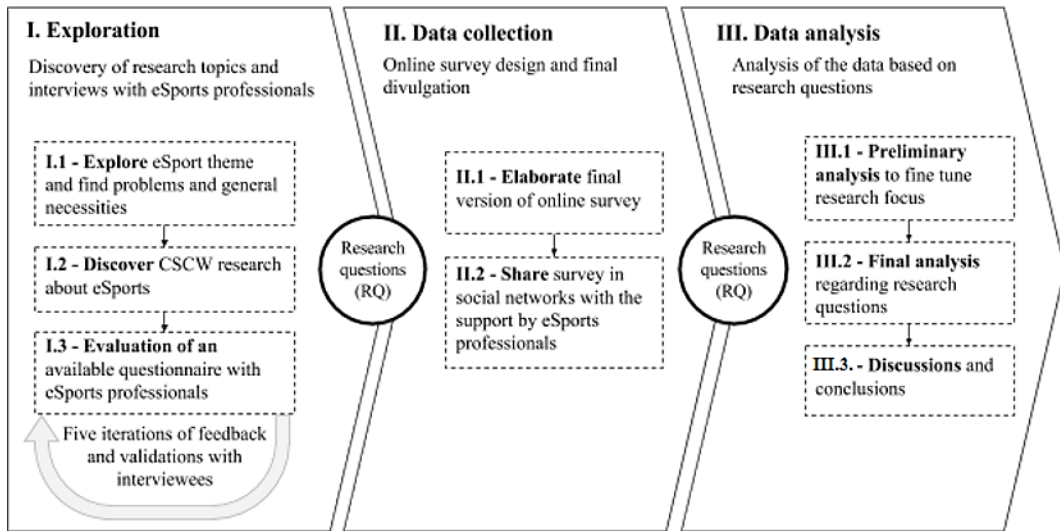 I. Exploration
Discovery of research topics and
interviews with eSports professionals
I.1 - Explore eSport theme
and find problems and general
necessities
I.2 - Discover CSCW research
about eSports
I.3 - Evaluation of an
available questionnaire with
eSports professionals
Five iterations of feedback
and validations with
interviewees
Research
questions
(RQ)
II. Data collection
Online survey design and final
divulgation
II.1 - Elaborate final
version of online survey
II.2 - Share survey in
social networks with the
support by eSports
professionals
Research
questions
(RQ)
III. Data analysis
Analysis of the data based on
research questions
III.1 - Preliminary
analysis to fine tune
research focus
III.2 - Final analysis
regarding research
questions
III.3. - Discussions and
conclusions